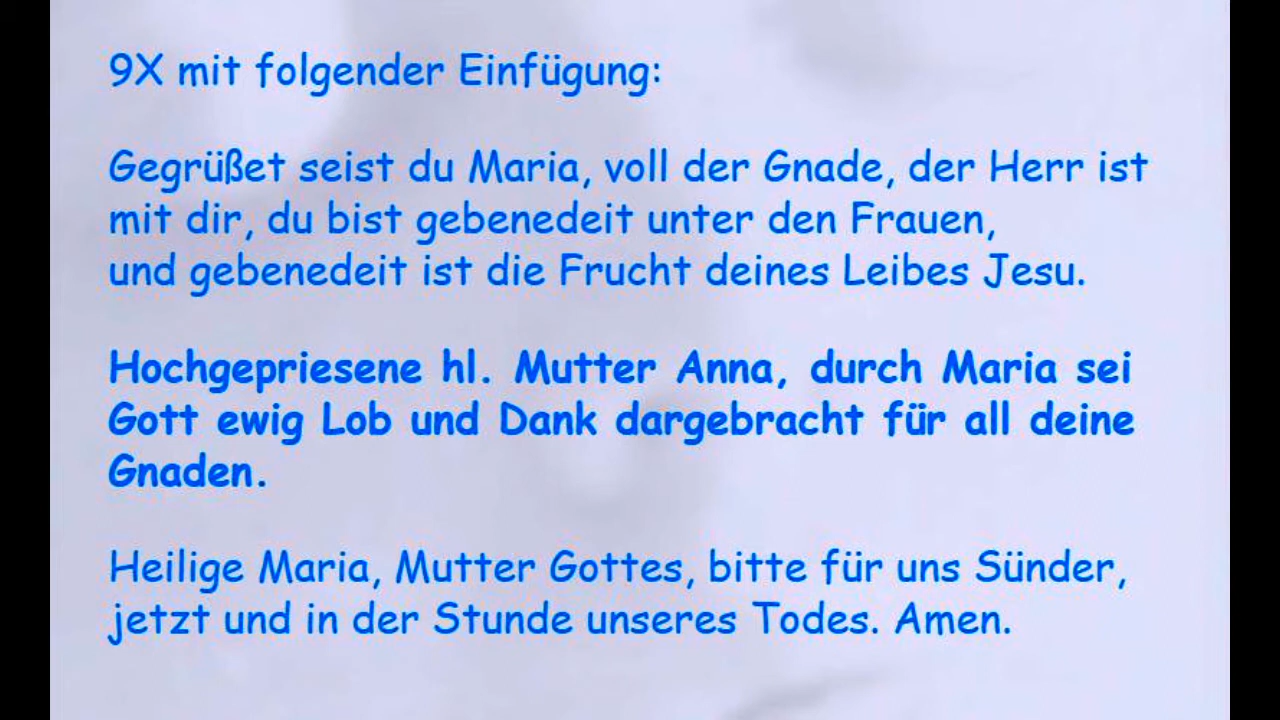 9X mit folgender Einfügung:
Gegrüßet seist du Maria, voll der Gnade, der Herr ist
mit dir, du bist gebenedeit unter den Frauen,
und gebenedeit ist die Frucht deines Leibes Jesu.
Hochgepriesene hl. Mutter Anna, durch Maria sei
Gott ewig Lob und Dank dargebracht für all deine
Gnaden.
Heilige Maria, Mutter Gottes, bitte für uns Sünder,
jetzt und in der Stunde unseres Todes. Amen.